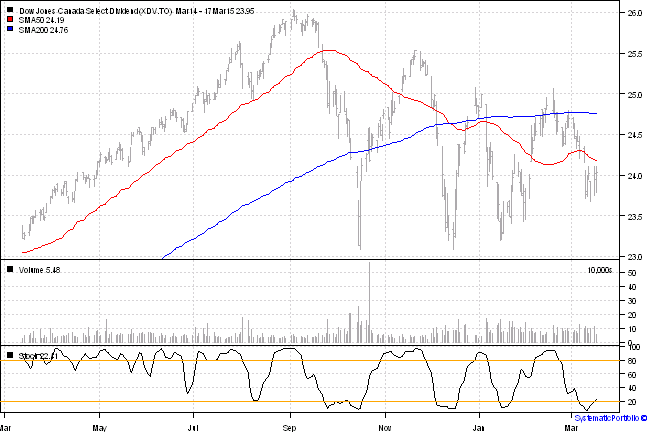 Dow Jones Canada Select Dividend(XDV.TO) Mar14 - 17Mar15 23.95
SMA50 24.19
SMA200 24.76
26.0
25.5
25.0
24.5
24.0
23.5
23.0
Volume 5.48
10,000s
50
40
30
20
10
0
100
80
60
40
20
Mar May Jul Sep Nov Jan Mar
SystematicPortfolio ©